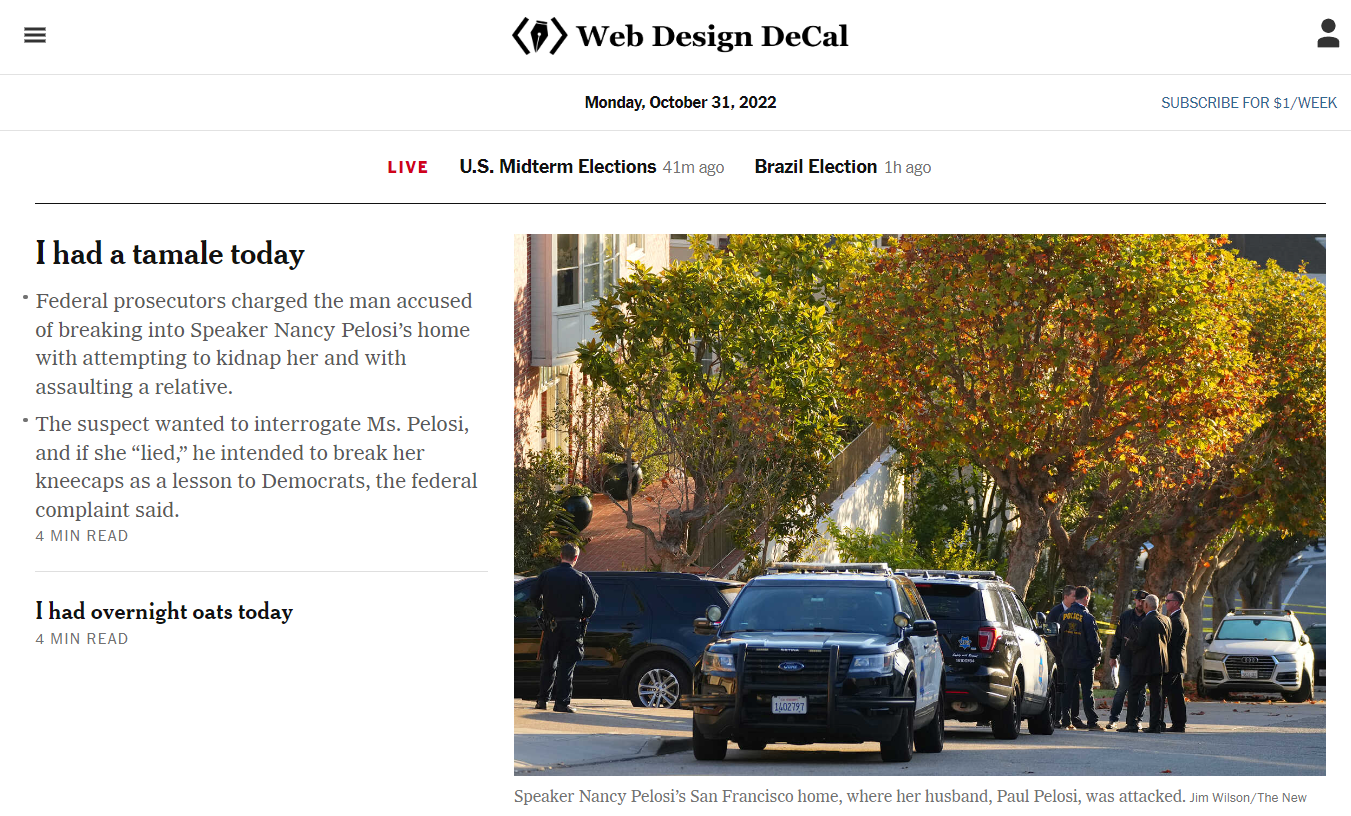 Web Design DeCal
Monday, October 31, 2022
SUBSCRIBE FOR $1/WEEK
LIVE
U.S. Midterm Elections 41m ago
Brazil Election 1h ago
I had a tamale today
Federal prosecutors charged the man accused
of breaking into Speaker Nancy Pelosi’s home
with attempting to kidnap her and with
assaulting a relative.
The suspect wanted to interrogate Ms. Pelosi,
and if she “lied,” he intended to break her
kneecaps as a lesson to Democrats, the federal
complaint said.
4 MIN READ
I had overnight oats today
4 MIN READ
POLICE
1402797
Speaker Nancy Pelosi’s San Francisco home, where her husband, Paul Pelosi, was attacked. Jim Wilson/The New